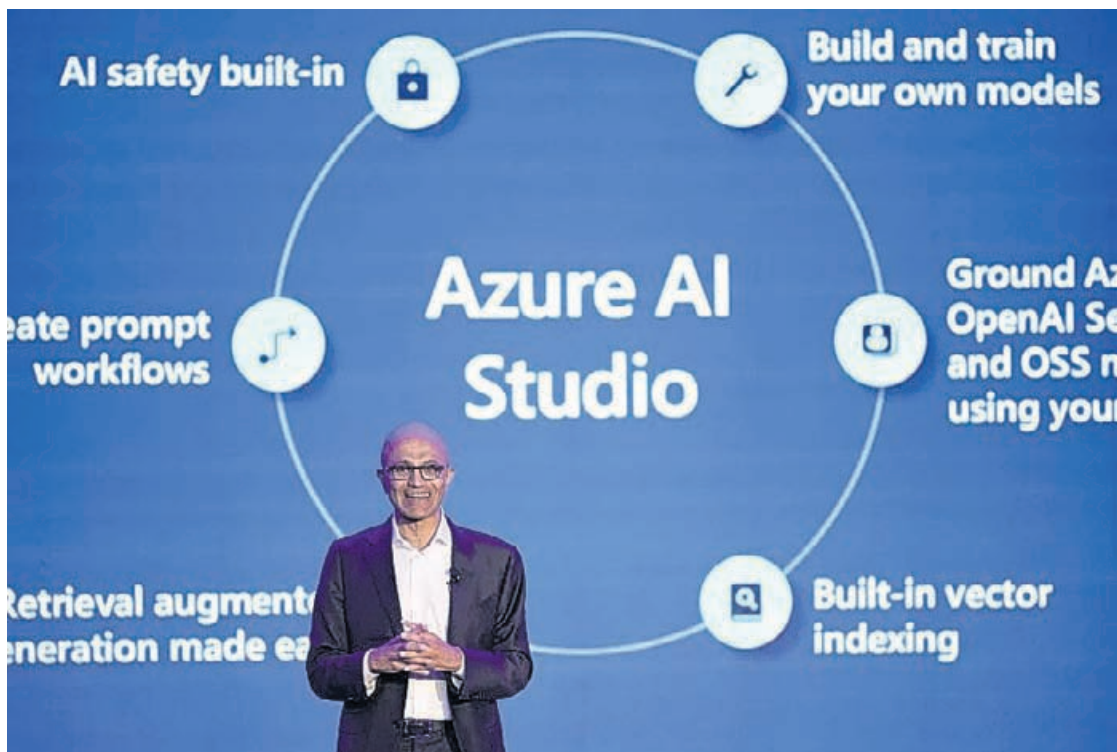 AI safety built-in
Build and train
your own models
Azure AI
Studio
eate prompt
workflows
Ground Az
OpenAI Se
and OSS n
using your
Retrieval augmente
eneration made ea
Built-in vector
indexing